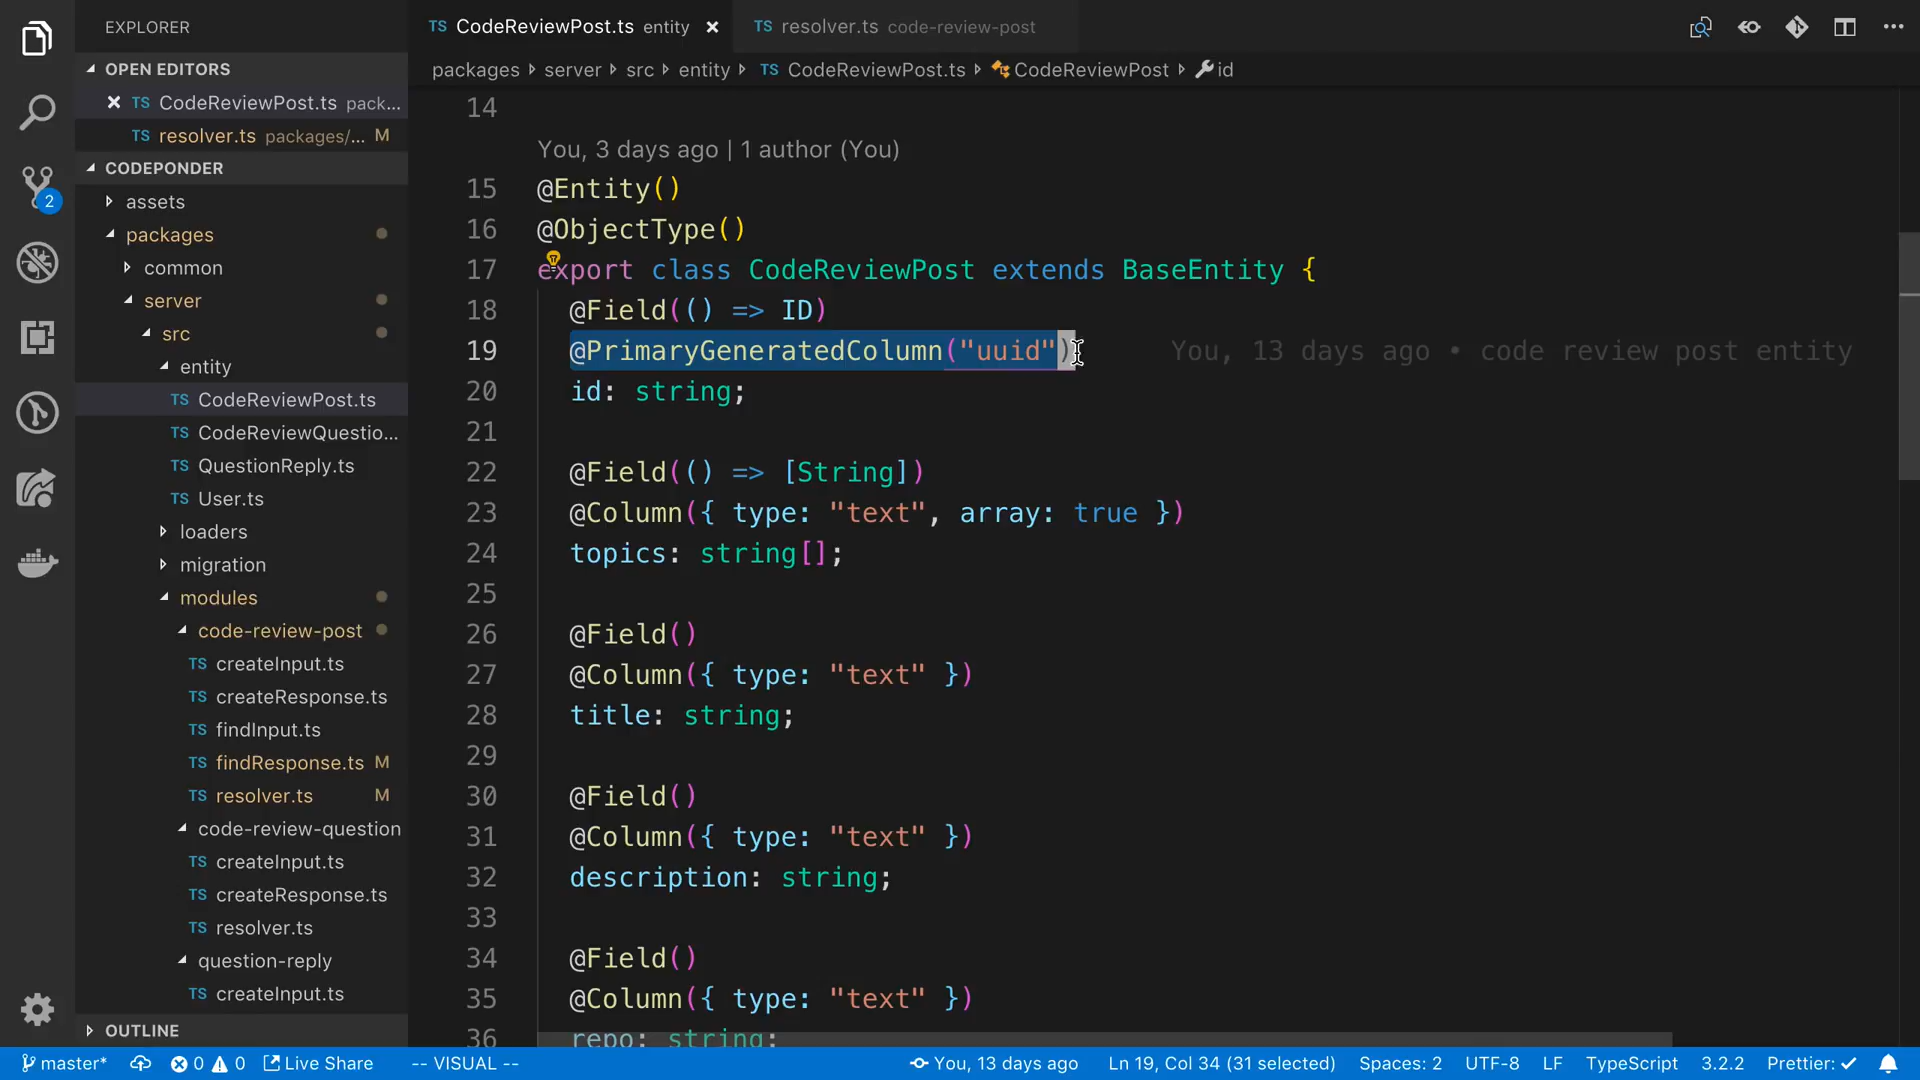 EXPLORER
OPEN EDITORS
TS CodeReviewPost.ts pack...
TS resolver.ts packages/... M
CODEPONDER
assets
packages
common
server
src
entity
TS CodeReviewPost.ts
TS CodeReviewQuestio...
TS QuestionReply.ts
TS User.ts
loaders
migration
modules
code-review-post
TS createInput.ts
TS createResponse.ts
TS findInput.ts
TS findResponse.ts M
TS resolver.ts M
code-review-question
TS createInput.ts
TS createResponse.ts
TS resolver.ts
question-reply
TS createInput.ts
OUTLINE
2
TS CodeReviewPost.ts entity
TS resolver.ts code-review-post
packages server src entity TS CodeReviewPost.ts CodeReviewPost id
14
You, 3 days ago | 1 author (You)
15 @Entity()
16 @ObjectType()
17 export class CodeReviewPost extends BaseEntity {
18 @Field(() => ID)
19 @PrimaryGeneratedColumn("uuid") You, 13 days ago • code review post entity
20 id: string;
21
22 @Field(() => [String])
23 @Column({ type: "text", array: true })
24 topics: string[];
25
26 @Field()
27 @Column({ type: "text" })
28 title: string;
29
30 @Field()
31 @Column({ type: "text" })
32 description: string;
33
34 @Field()
35 @Column({ type: "text" })
36 repo: string;
master* 0 0 Live Share -- VISUAL -- You, 13 days ago Ln 19, Col 34 (31 selected) Spaces: 2 UTF-8 LF TypeScript 3.2.2 Prettier: ✓